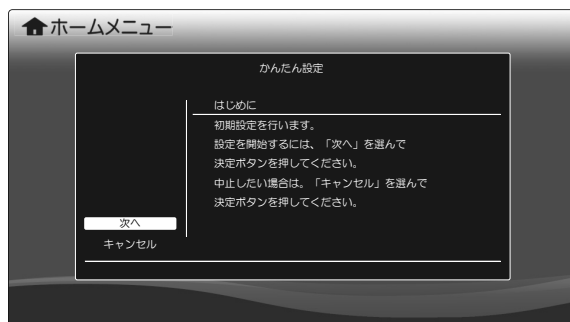 ホームメニュー
かんたん設定
はじめに
初期設定を行います。
設定を開始するには、「次へ」を選んで
決定ボタンを押してください。
中止したい場合は。「キャンセル」を選んで
決定ボタンを押してください。
次へ
キャンセル